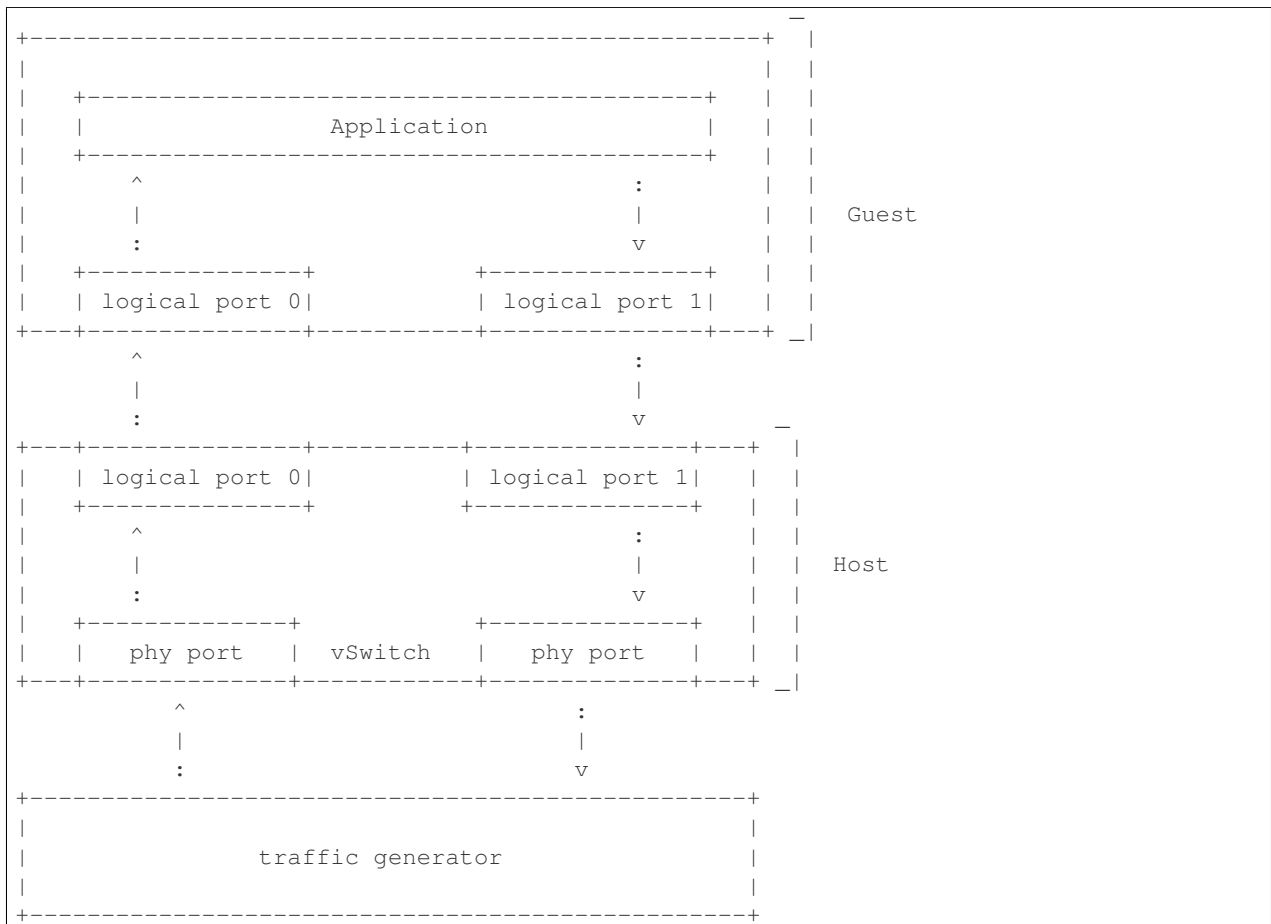 Application
Guest
logical port 0 logical port 1
logical port 0 logical port 1
Host
phy port vSwitch phy port
traffic generator